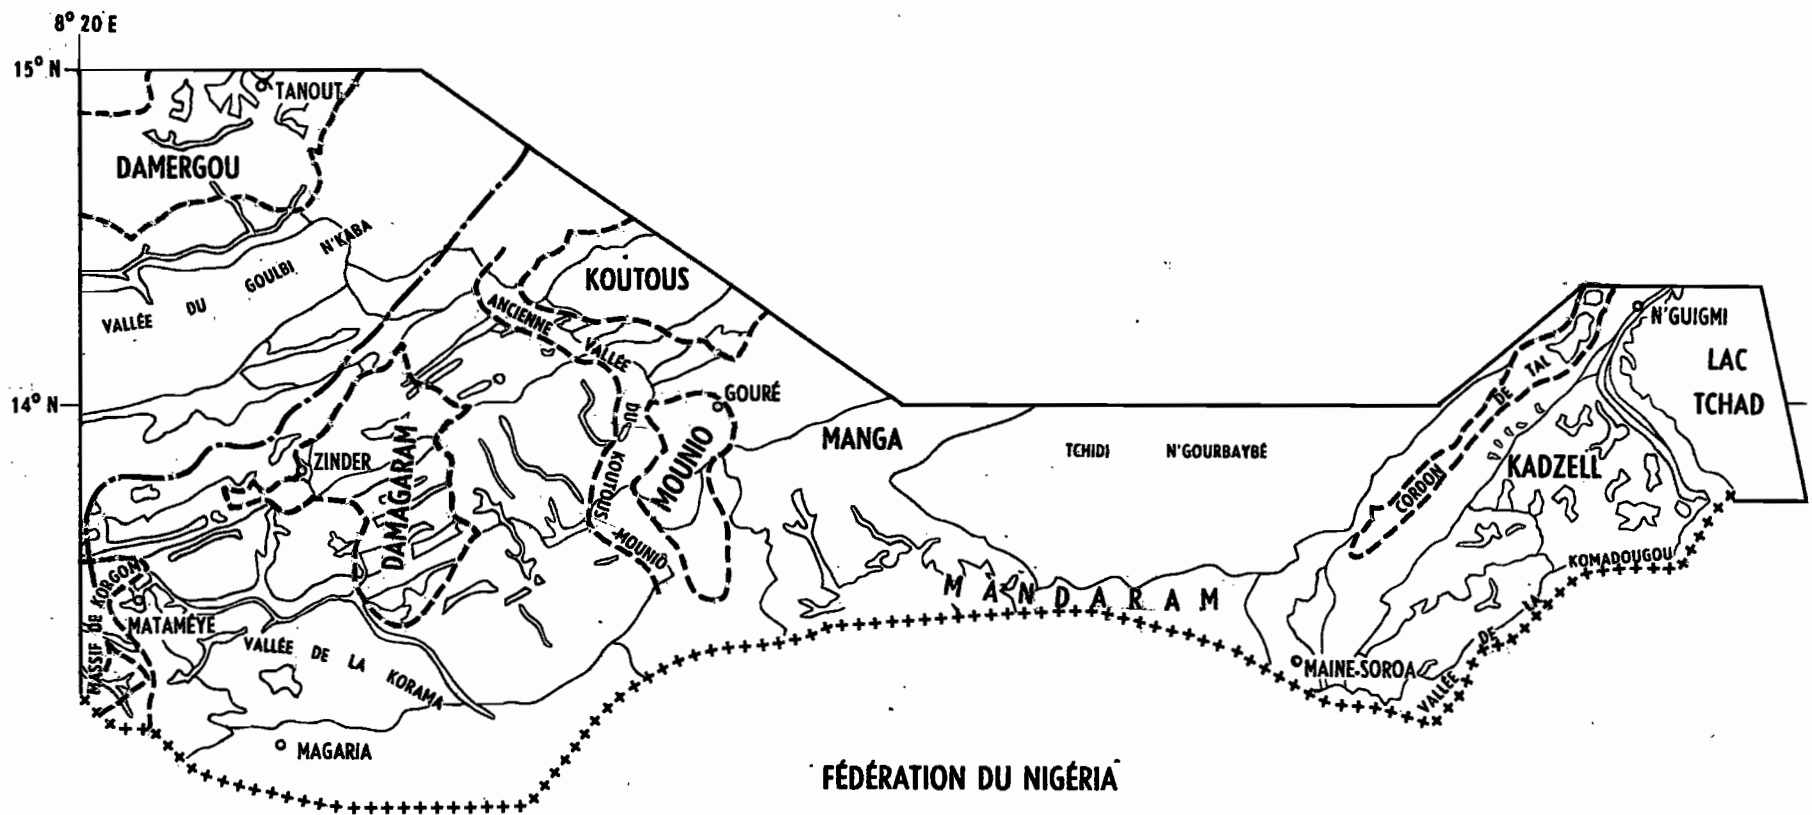 8° 20 E
15° N
TANOUT
DAMERGOU
VALLÉE DU GOULBI N'KABA
KOUTOUS
ANCIENNE VALLÉE DU KOUTOUS-MOUNIO
N'GUIGMI
LAC
TCHAD
CORDON DE TAL
14° N
GOURÉ
MOUNIO
MANGA
TCHIDI N'GOURBAYBÉ
KADZELL
ZINDER
DAMAGARAM
MASSIF DE KORGOM
MATAMÉYE
MANDARAM
VALLÉE DE LA KOMADOUGOU
VALLÉE DE LA KORAMA
MAINE-SOROA
MAGARIA
FÉDÉRATION DU NIGÉRIA